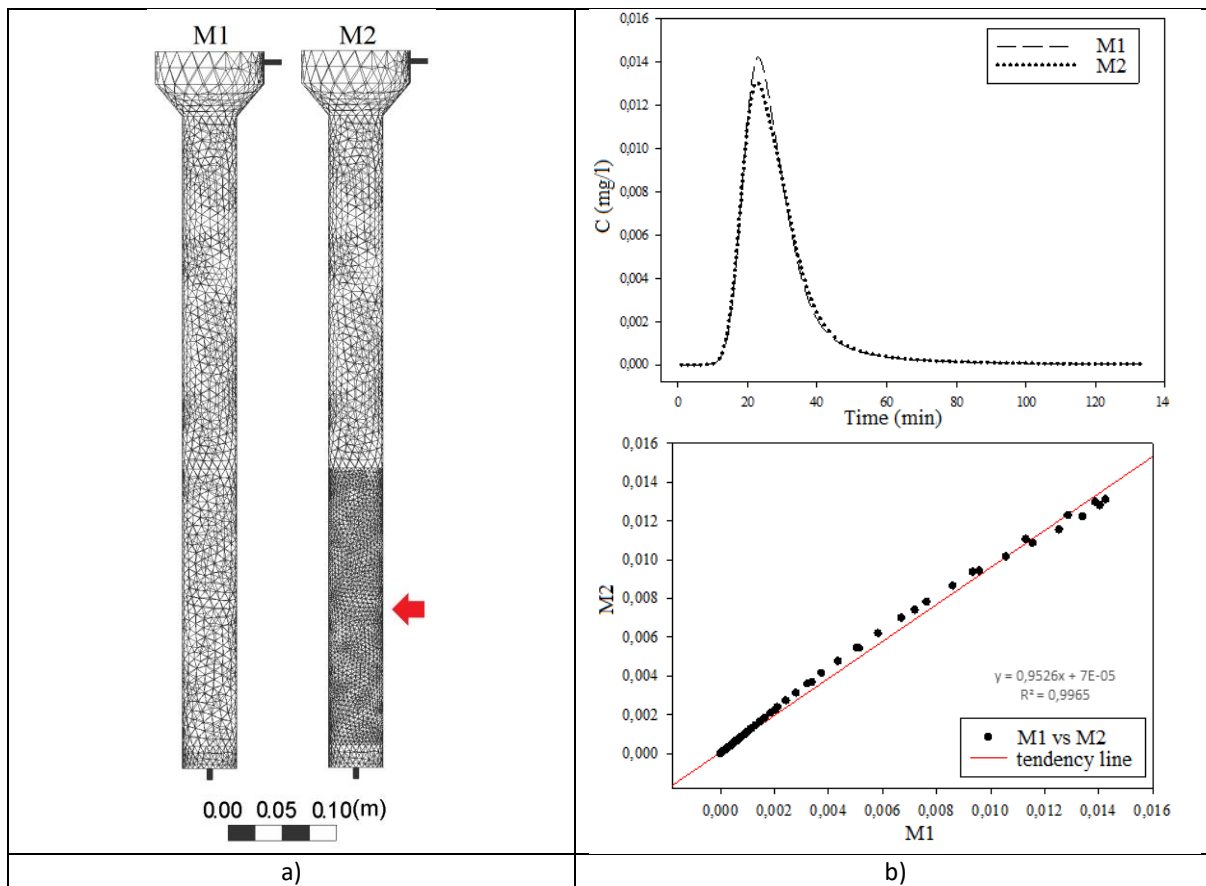 M1 M2
0.00 0.05 0.10(m)
a)
0,016
0,014
0,012
0,010
0,008
0,006
0,004
0,002
0,000
C (mg/l)
M1
M2
0 20 40 60 80 100 120 14
Time (min)
0,016
0,014
0,012
0,010
0,008
0,006
0,004
0,002
0,000
M2
y = 0,9526x + 7E-05
R² = 0,9965
M1 vs M2
tendency line
0,000 0,002 0,004 0,006 0,008 0,010 0,012 0,014 0,016
M1
b)